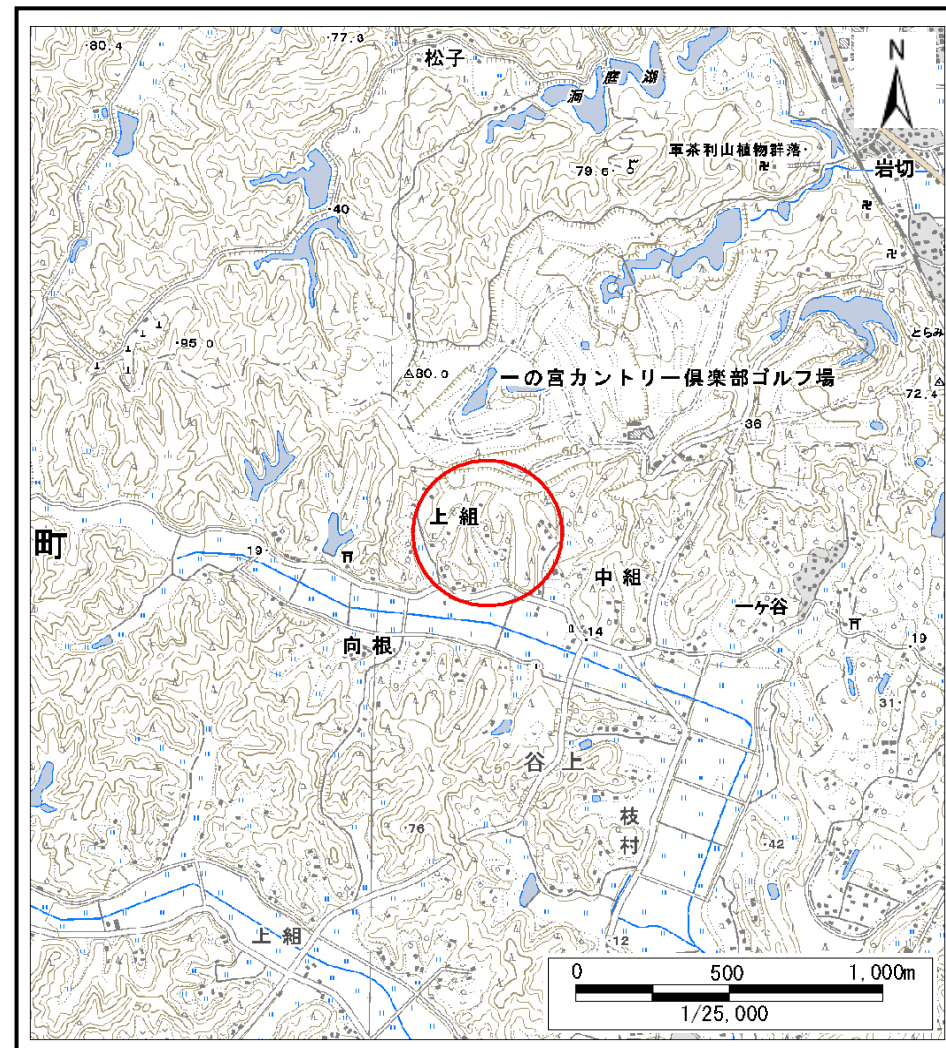 ・80.4
・77.3
松子
洞庭湖
N
軍荼利山植物群落・
79.6
岩切
・40
・95.0
とらみ
80.0
一の宮カントリー倶楽部ゴルフ場
72.4
36
上組
町
19・
中組
一ヶ谷
・14
向根
19
31・
谷上
枝村
・76
・42
上組
・12
0 500 1,000m
1/25,000